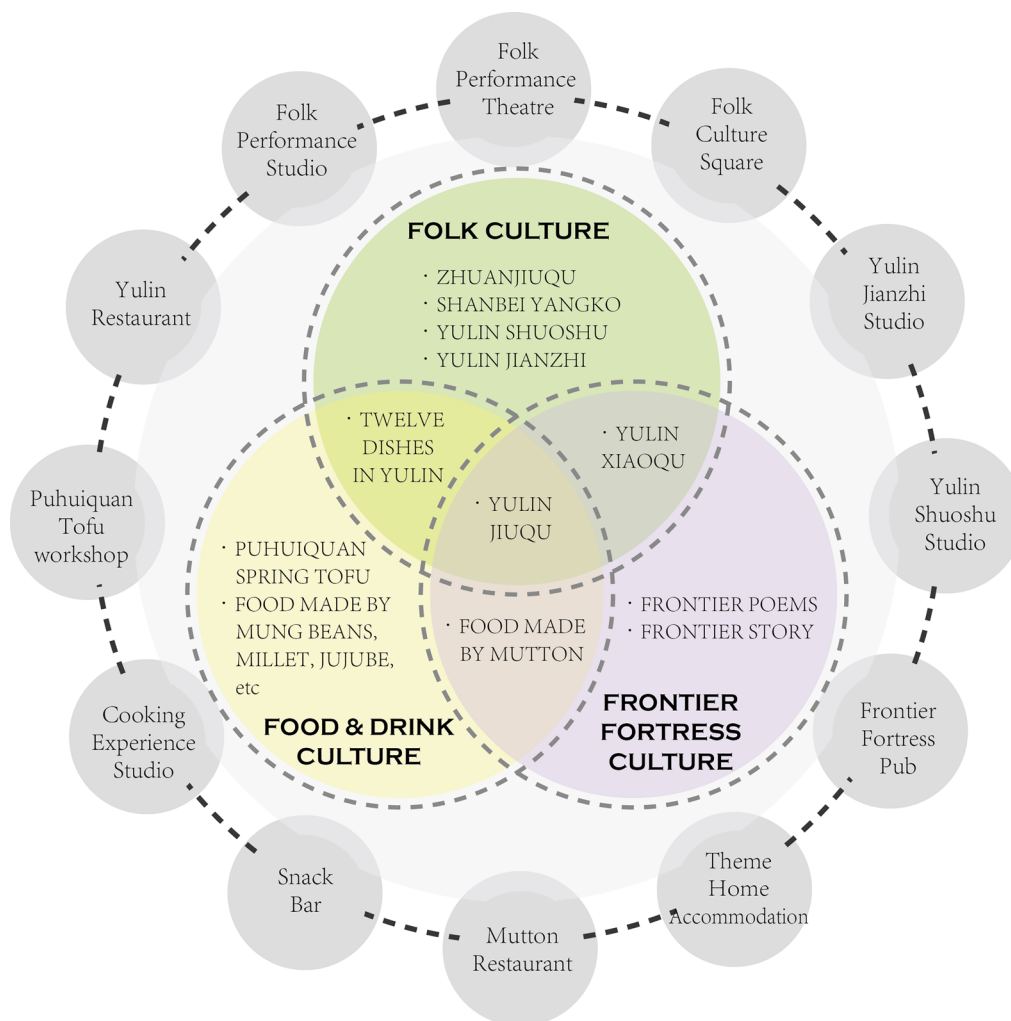 Folk
Performance
Theatre
Folk
Culture
Square
Folk
Performance
Studio
Yulin
Jianzhi
Studio
Yulin
Restaurant
Yulin
Shuoshu
Studio
Puhuiquan
Tofu
workshop
Frontier
Fortress
Pub
Cooking
Experience
Studio
Theme
Home
Accommodation
Snack
Bar
Mutton
Restaurant
FOLK CULTURE
· ZHUANJIUQU
· SHANBEI YANGKO
· YULIN SHUOSHU
· YULIN JIANZHI
· TWELVE
DISHES
IN YULIN
· YULIN
XIAOQU
· YULIN
JIUQU
· PUHUIQUAN
SPRING TOFU
· FOOD MADE BY
MUNG BEANS,
MILLET, JUJUBE,
etc
· FOOD MADE
BY MUTTON
· FRONTIER POEMS
· FRONTIER STORY
FOOD & DRINK
CULTURE
FRONTIER
FORTRESS
CULTURE